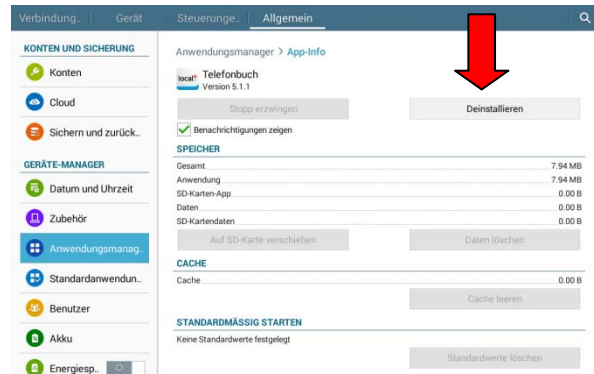 Verbindung.. Gerät Steuerunge.. Allgemein
KONTEN UND SICHERUNG
Konten
Cloud
Sichern und zurück..
GERÄTE-MANAGER
Datum und Uhrzeit
Zubehör
Anwendungsmanag..
Standardanwendun..
Benutzer
Akku
Energiesp..
Anwendungsmanager > App-Info
local
Telefonbuch
Version 5.1.1
Stopp erzwingen Deinstallieren
Benachrichtigungen zeigen
SPEICHER
Gesamt 7.94 MB
Anwendung 7.94 MB
SD-Karten-App 0.00 B
Daten 0.00 B
SD-Kartendaten 0.00 B
Auf SD-Karte verschieben Daten löschen
CACHE
Cache 0.00 B
Cache leeren
STANDARDMÄSSIG STARTEN
Keine Standardwerte festgelegt
Standardwerte löschen